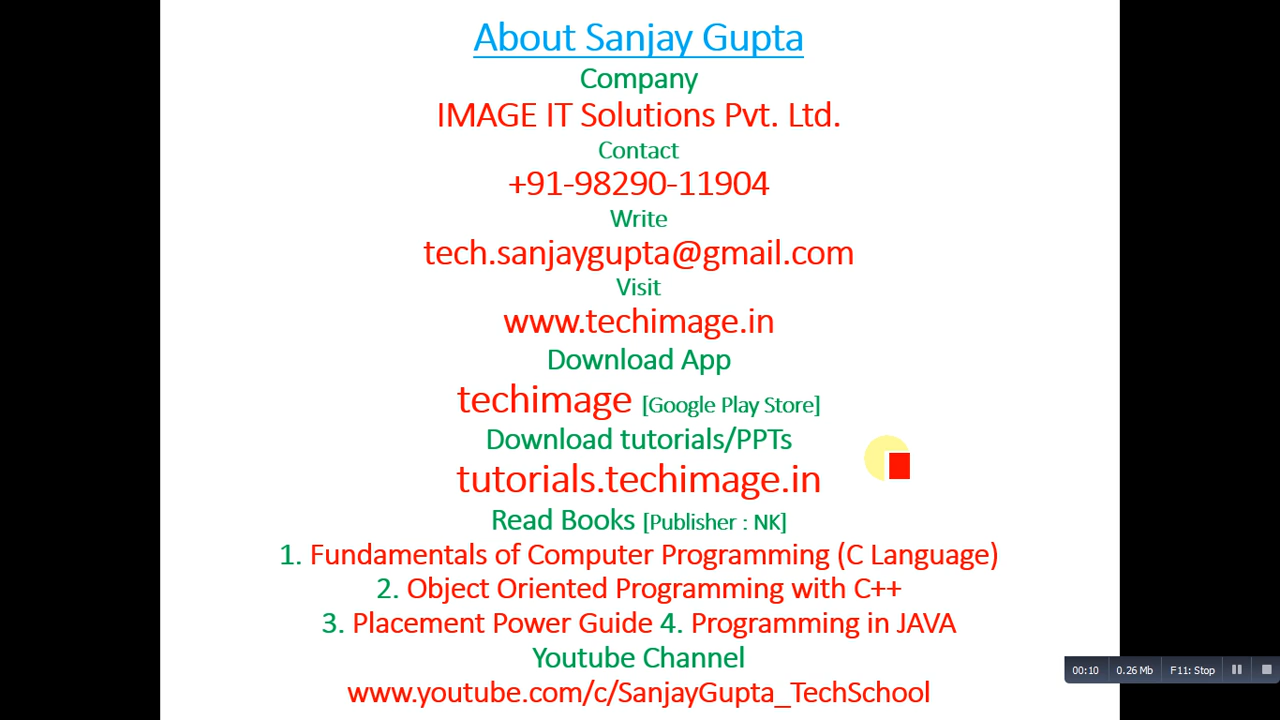 About Sanjay Gupta
Company
IMAGE IT Solutions Pvt. Ltd.
Contact
+91-98290-11904
Write
tech.sanjaygupta@gmail.com
Visit
www.techimage.in
Download App
techimage [Google Play Store]
Download tutorials/PPTs
tutorials.techimage.in
Read Books [Publisher : NK]
1. Fundamentals of Computer Programming (C Language)
2. Object Oriented Programming with C++
3. Placement Power Guide 4. Programming in JAVA
Youtube Channel
www.youtube.com/c/SanjayGupta_TechSchool
00:10 0.26 Mb F11: Stop